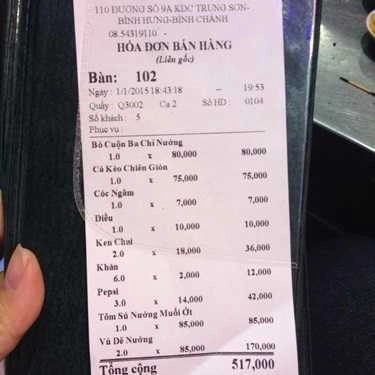 110 ĐƯỜNG SỐ 9A KDC TRUNG SƠN-
BÌNH HƯNG-BÌNH CHÁNH
08.54319110 -
HÓA ĐƠN BÁN HÀNG
(Liên gốc)
Bàn: 102
Ngày : 1/1/2015 18:43:18 -- 19:53
Quầy : Q3002 Ca 2 Số HD : 0104
Số khách : 5
Phục vụ :
Bò Cuộn Ba Chỉ Nướng
1.0 x 80,000 80,000
Cá Kèo Chiên Giòn
1.0 x 75,000 75,000
Cóc Ngâm
1.0 x 7,000 7,000
Điều
1.0 x 10,000 10,000
Ken Chai
2.0 x 18,000 36,000
Khăn
6.0 x 2,000 12,000
Pepsi
3.0 x 14,000 42,000
Tôm Sú Nướng Muối Ớt
1.0 x 85,000 85,000
Vú Dê Nướng
2.0 x 85,000 170,000
Tổng cộng 517,000